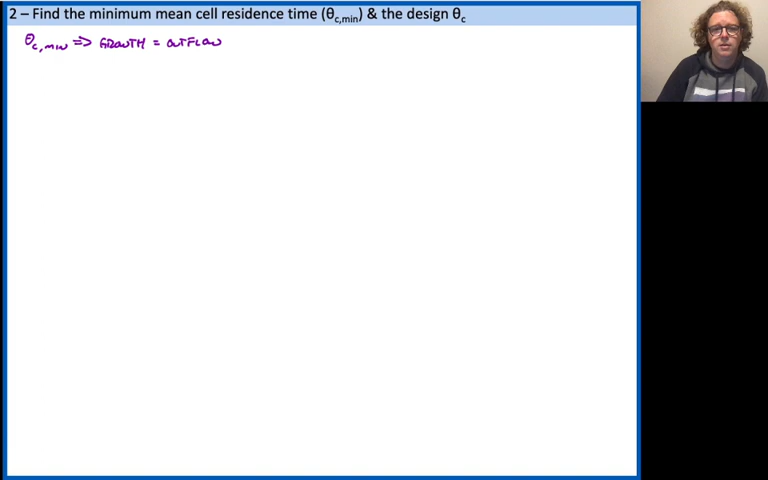 2 – Find the minimum mean cell residence time (θc,min) & the design θc
θc,min => GROWTH = OUTFLOW